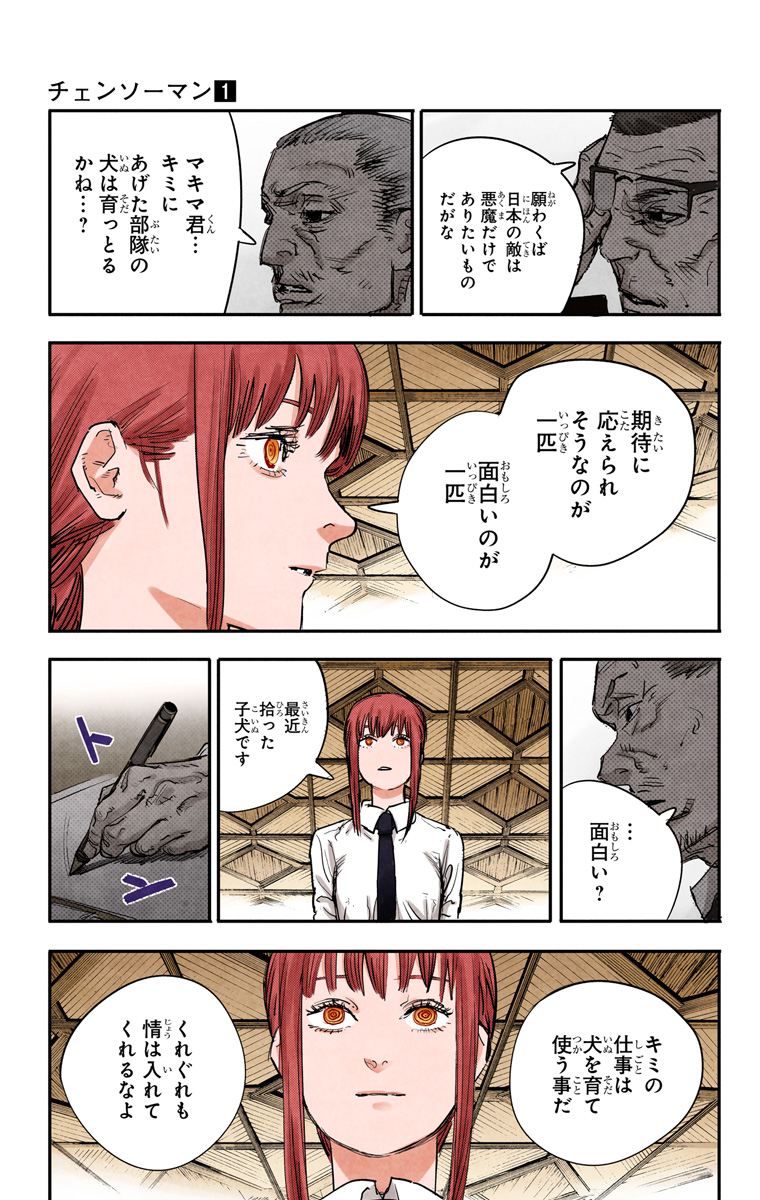 チェンソーマン1
願わくば
日本の敵は
悪魔だけで
ありたいもの
だがな
マキマ君…
キミに
あげた部隊の
犬は育っとる
かね…？
期待に
応えられ
そうなのが
一匹
面白いのが
一匹
…
面白い？
最近
拾った
子犬です
トン
キミの
仕事は
犬を育て
使う事だ
くれぐれも
情は入れて
くれるなよ